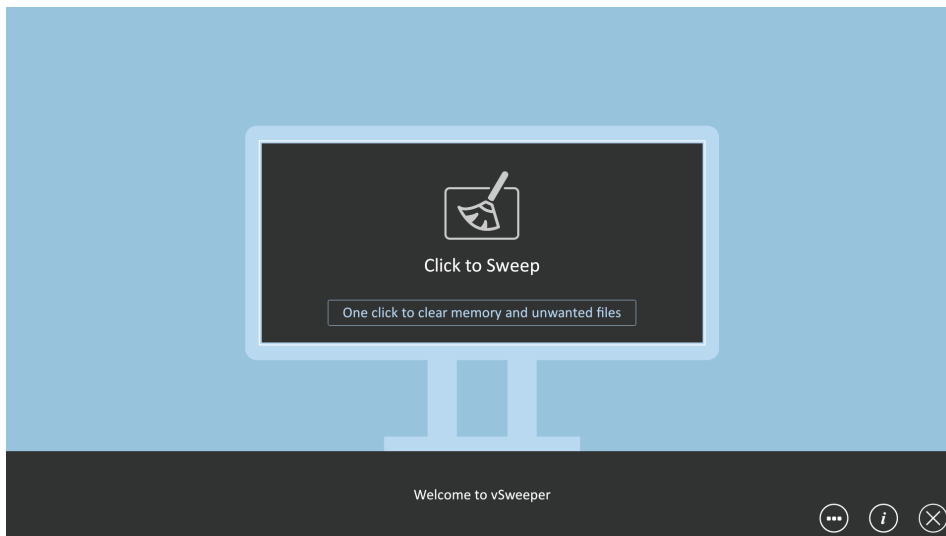 Click to Sweep
One click to clear memory and unwanted files
Welcome to vSweeper
i